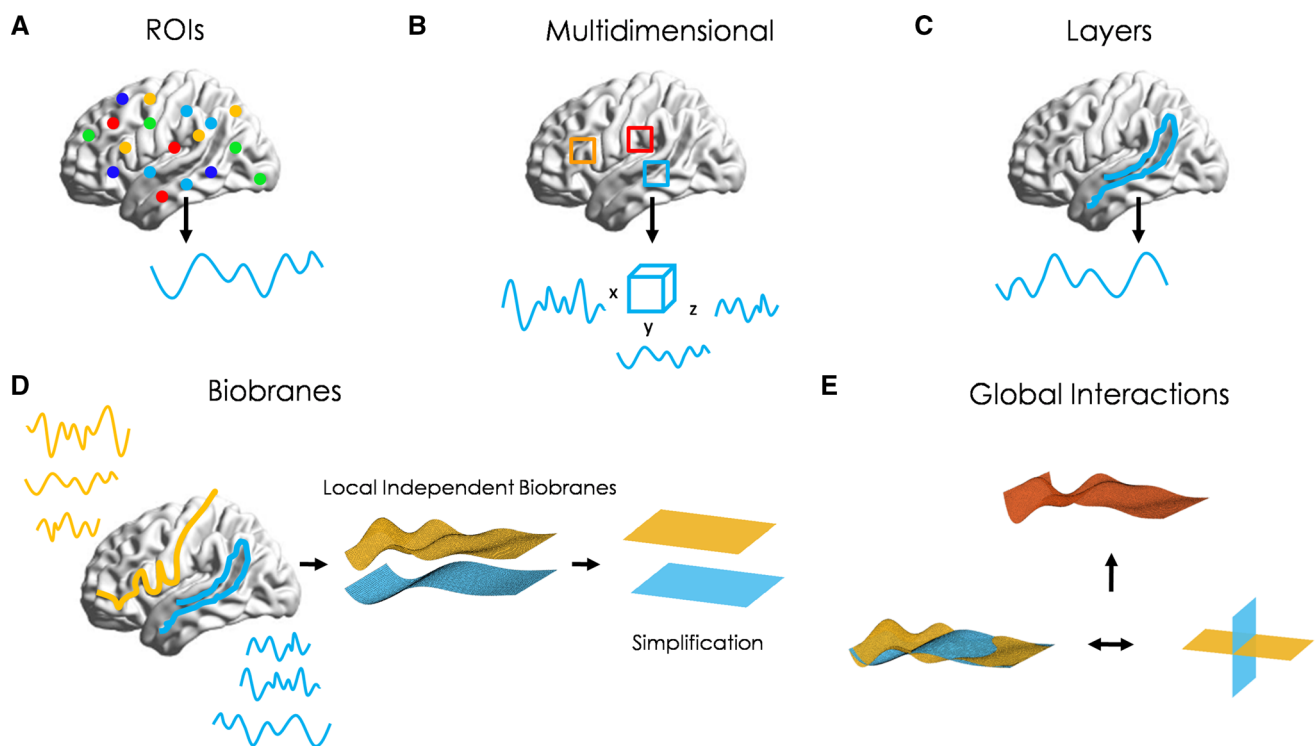 A
ROIs
B
Multidimensional
C
Layers
x
z
y
D
Biobranes
E
Global Interactions
Local Independent Biobranes
Simplification